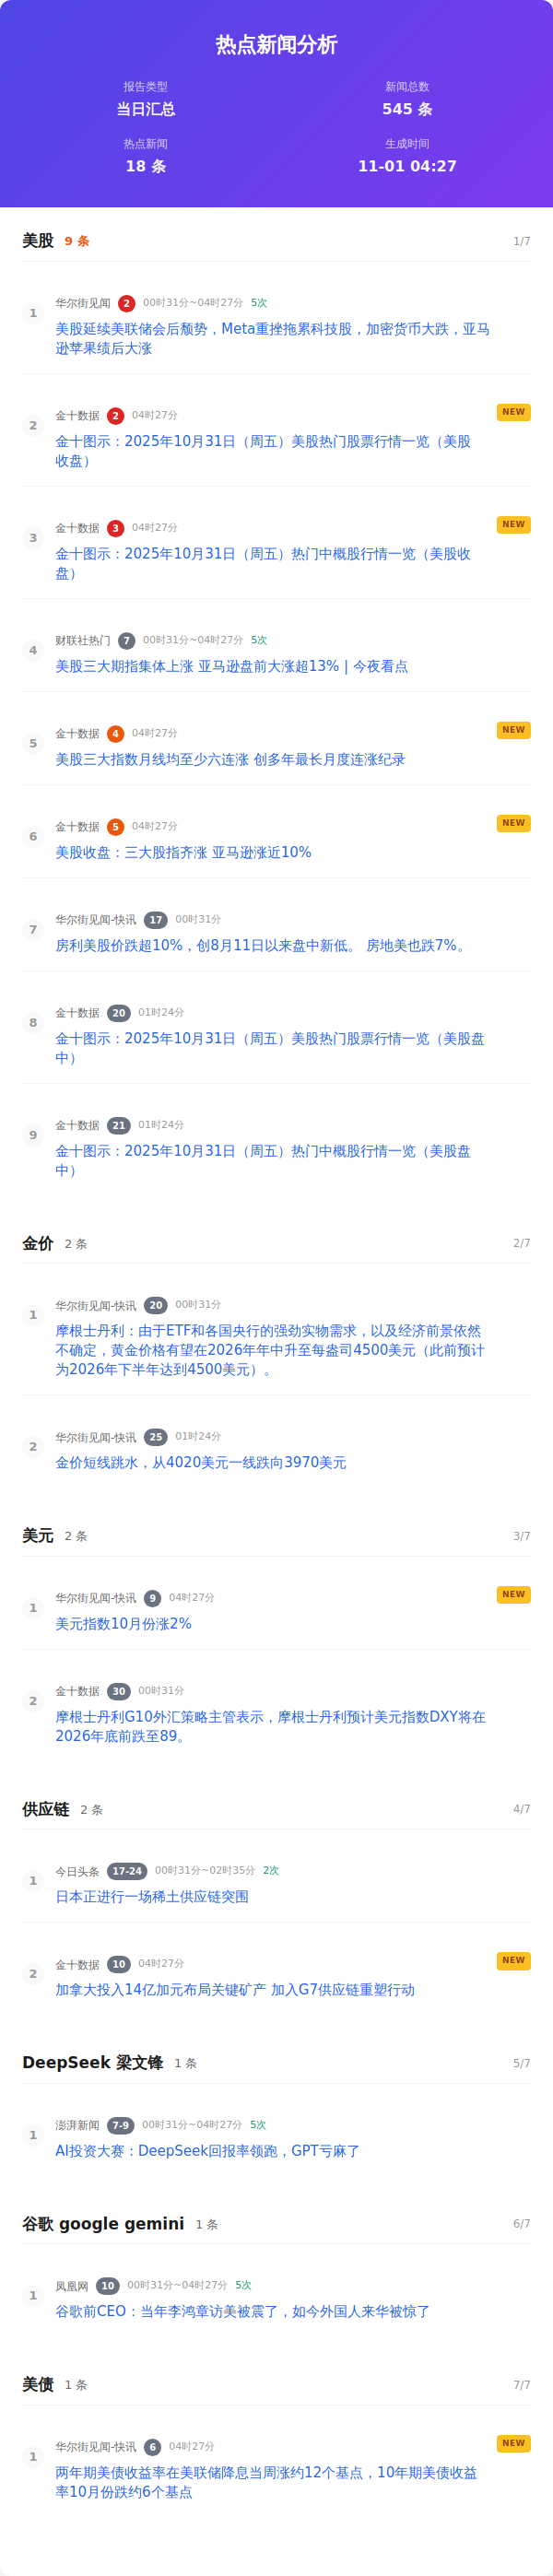 热点新闻分析
报告类型
新闻总数
当日汇总
545 条
热点新闻
生成时间
18 条
11-01 04:27
美股 9 条 1/7
1 华尔街见闻 2 00时31分~04时27分 5次
美股延续美联储会后颓势，Meta重挫拖累科技股，加密货币大跌，亚马
逊苹果绩后大涨
2 金十数据 2 04时27分 NEW
金十图示：2025年10月31日（周五）美股热门股票行情一览（美股
收盘）
3 金十数据 3 04时27分 NEW
金十图示：2025年10月31日（周五）热门中概股行情一览（美股收
盘）
4 财联社热门 7 00时31分~04时27分 5次
美股三大期指集体上涨 亚马逊盘前大涨超13% | 今夜看点
5 金十数据 4 04时27分 NEW
美股三大指数月线均至少六连涨 创多年最长月度连涨纪录
6 金十数据 5 04时27分 NEW
美股收盘：三大股指齐涨 亚马逊涨近10%
7 华尔街见闻-快讯 17 00时31分
房利美股价跌超10%，创8月11日以来盘中新低。 房地美也跌7%。
8 金十数据 20 01时24分
金十图示：2025年10月31日（周五）美股热门股票行情一览（美股盘
中）
9 金十数据 21 01时24分
金十图示：2025年10月31日（周五）热门中概股行情一览（美股盘
中）
金价 2 条 2/7
1 华尔街见闻-快讯 20 00时31分
摩根士丹利：由于ETF和各国央行的强劲实物需求，以及经济前景依然
不确定，黄金价格有望在2026年年中升至每盎司4500美元（此前预计
为2026年下半年达到4500美元）。
2 华尔街见闻-快讯 25 01时24分
金价短线跳水，从4020美元一线跌向3970美元
美元 2 条 3/7
1 华尔街见闻-快讯 9 04时27分 NEW
美元指数10月份涨2%
2 金十数据 30 00时31分
摩根士丹利G10外汇策略主管表示，摩根士丹利预计美元指数DXY将在
2026年底前跌至89。
供应链 2 条 4/7
1 今日头条 17-24 00时31分~02时35分 2次
日本正进行一场稀土供应链突围
2 金十数据 10 04时27分 NEW
加拿大投入14亿加元布局关键矿产 加入G7供应链重塑行动
DeepSeek 梁文锋 1 条 5/7
1 澎湃新闻 7-9 00时31分~04时27分 5次
AI投资大赛：DeepSeek回报率领跑，GPT亏麻了
谷歌 google gemini 1 条 6/7
1 凤凰网 10 00时31分~04时27分 5次
谷歌前CEO：当年李鸿章访美被震了，如今外国人来华被惊了
美债 1 条 7/7
1 华尔街见闻-快讯 6 04时27分 NEW
两年期美债收益率在美联储降息当周涨约12个基点，10年期美债收益
率10月份跌约6个基点